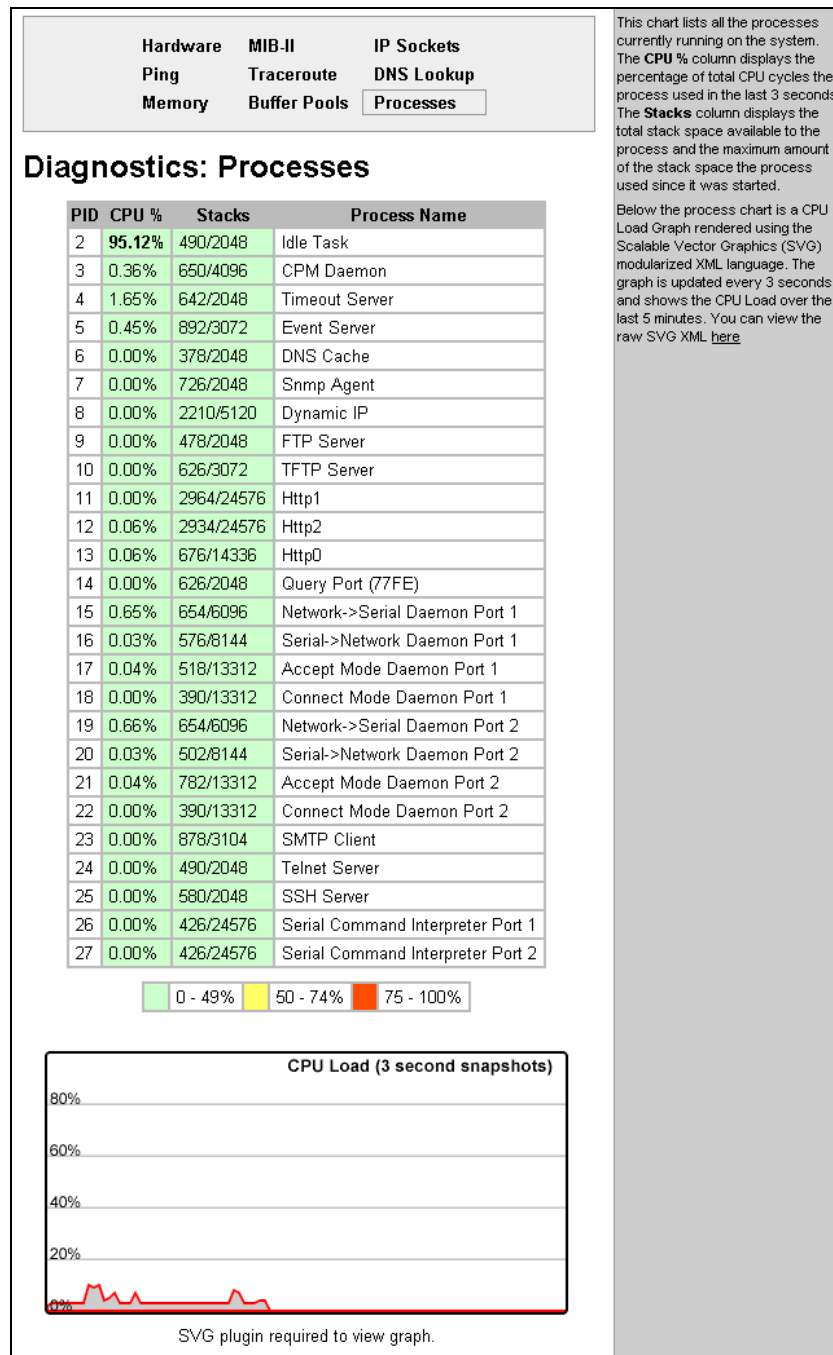 Hardware MIB-II IP Sockets
Ping Traceroute DNS Lookup
Memory Buffer Pools Processes
Diagnostics: Processes
PID CPU % Stacks Process Name
2 95.12% 490/2048 Idle Task
3 0.36% 650/4096 CPM Daemon
4 1.65% 642/2048 Timeout Server
5 0.45% 892/3072 Event Server
6 0.00% 378/2048 DNS Cache
7 0.00% 726/2048 Snmp Agent
8 0.00% 2210/5120 Dynamic IP
9 0.00% 478/2048 FTP Server
10 0.00% 626/3072 TFTP Server
11 0.00% 2964/24576 Http1
12 0.06% 2934/24576 Http2
13 0.06% 676/14336 Http0
14 0.00% 626/2048 Query Port (77FE)
15 0.65% 654/6096 Network->Serial Daemon Port 1
16 0.03% 576/8144 Serial->Network Daemon Port 1
17 0.04% 518/13312 Accept Mode Daemon Port 1
18 0.00% 390/13312 Connect Mode Daemon Port 1
19 0.66% 654/6096 Network->Serial Daemon Port 2
20 0.03% 502/8144 Serial->Network Daemon Port 2
21 0.04% 782/13312 Accept Mode Daemon Port 2
22 0.00% 390/13312 Connect Mode Daemon Port 2
23 0.00% 878/3104 SMTP Client
24 0.00% 490/2048 Telnet Server
25 0.00% 580/2048 SSH Server
26 0.00% 426/24576 Serial Command Interpreter Port 1
27 0.00% 426/24576 Serial Command Interpreter Port 2
0 - 49% 50 - 74% 75 - 100%
CPU Load (3 second snapshots)
80%
60%
40%
20%
0%
SVG plugin required to view graph.
This chart lists all the processes
currently running on the system.
The CPU % column displays the
percentage of total CPU cycles the
process used in the last 3 seconds
The Stacks column displays the
total stack space available to the
process and the maximum amount
of the stack space the process
used since it was started.
Below the process chart is a CPU
Load Graph rendered using the
Scalable Vector Graphics (SVG)
modularized XML language. The
graph is updated every 3 seconds
and shows the CPU Load over the
last 5 minutes. You can view the
raw SVG XML here